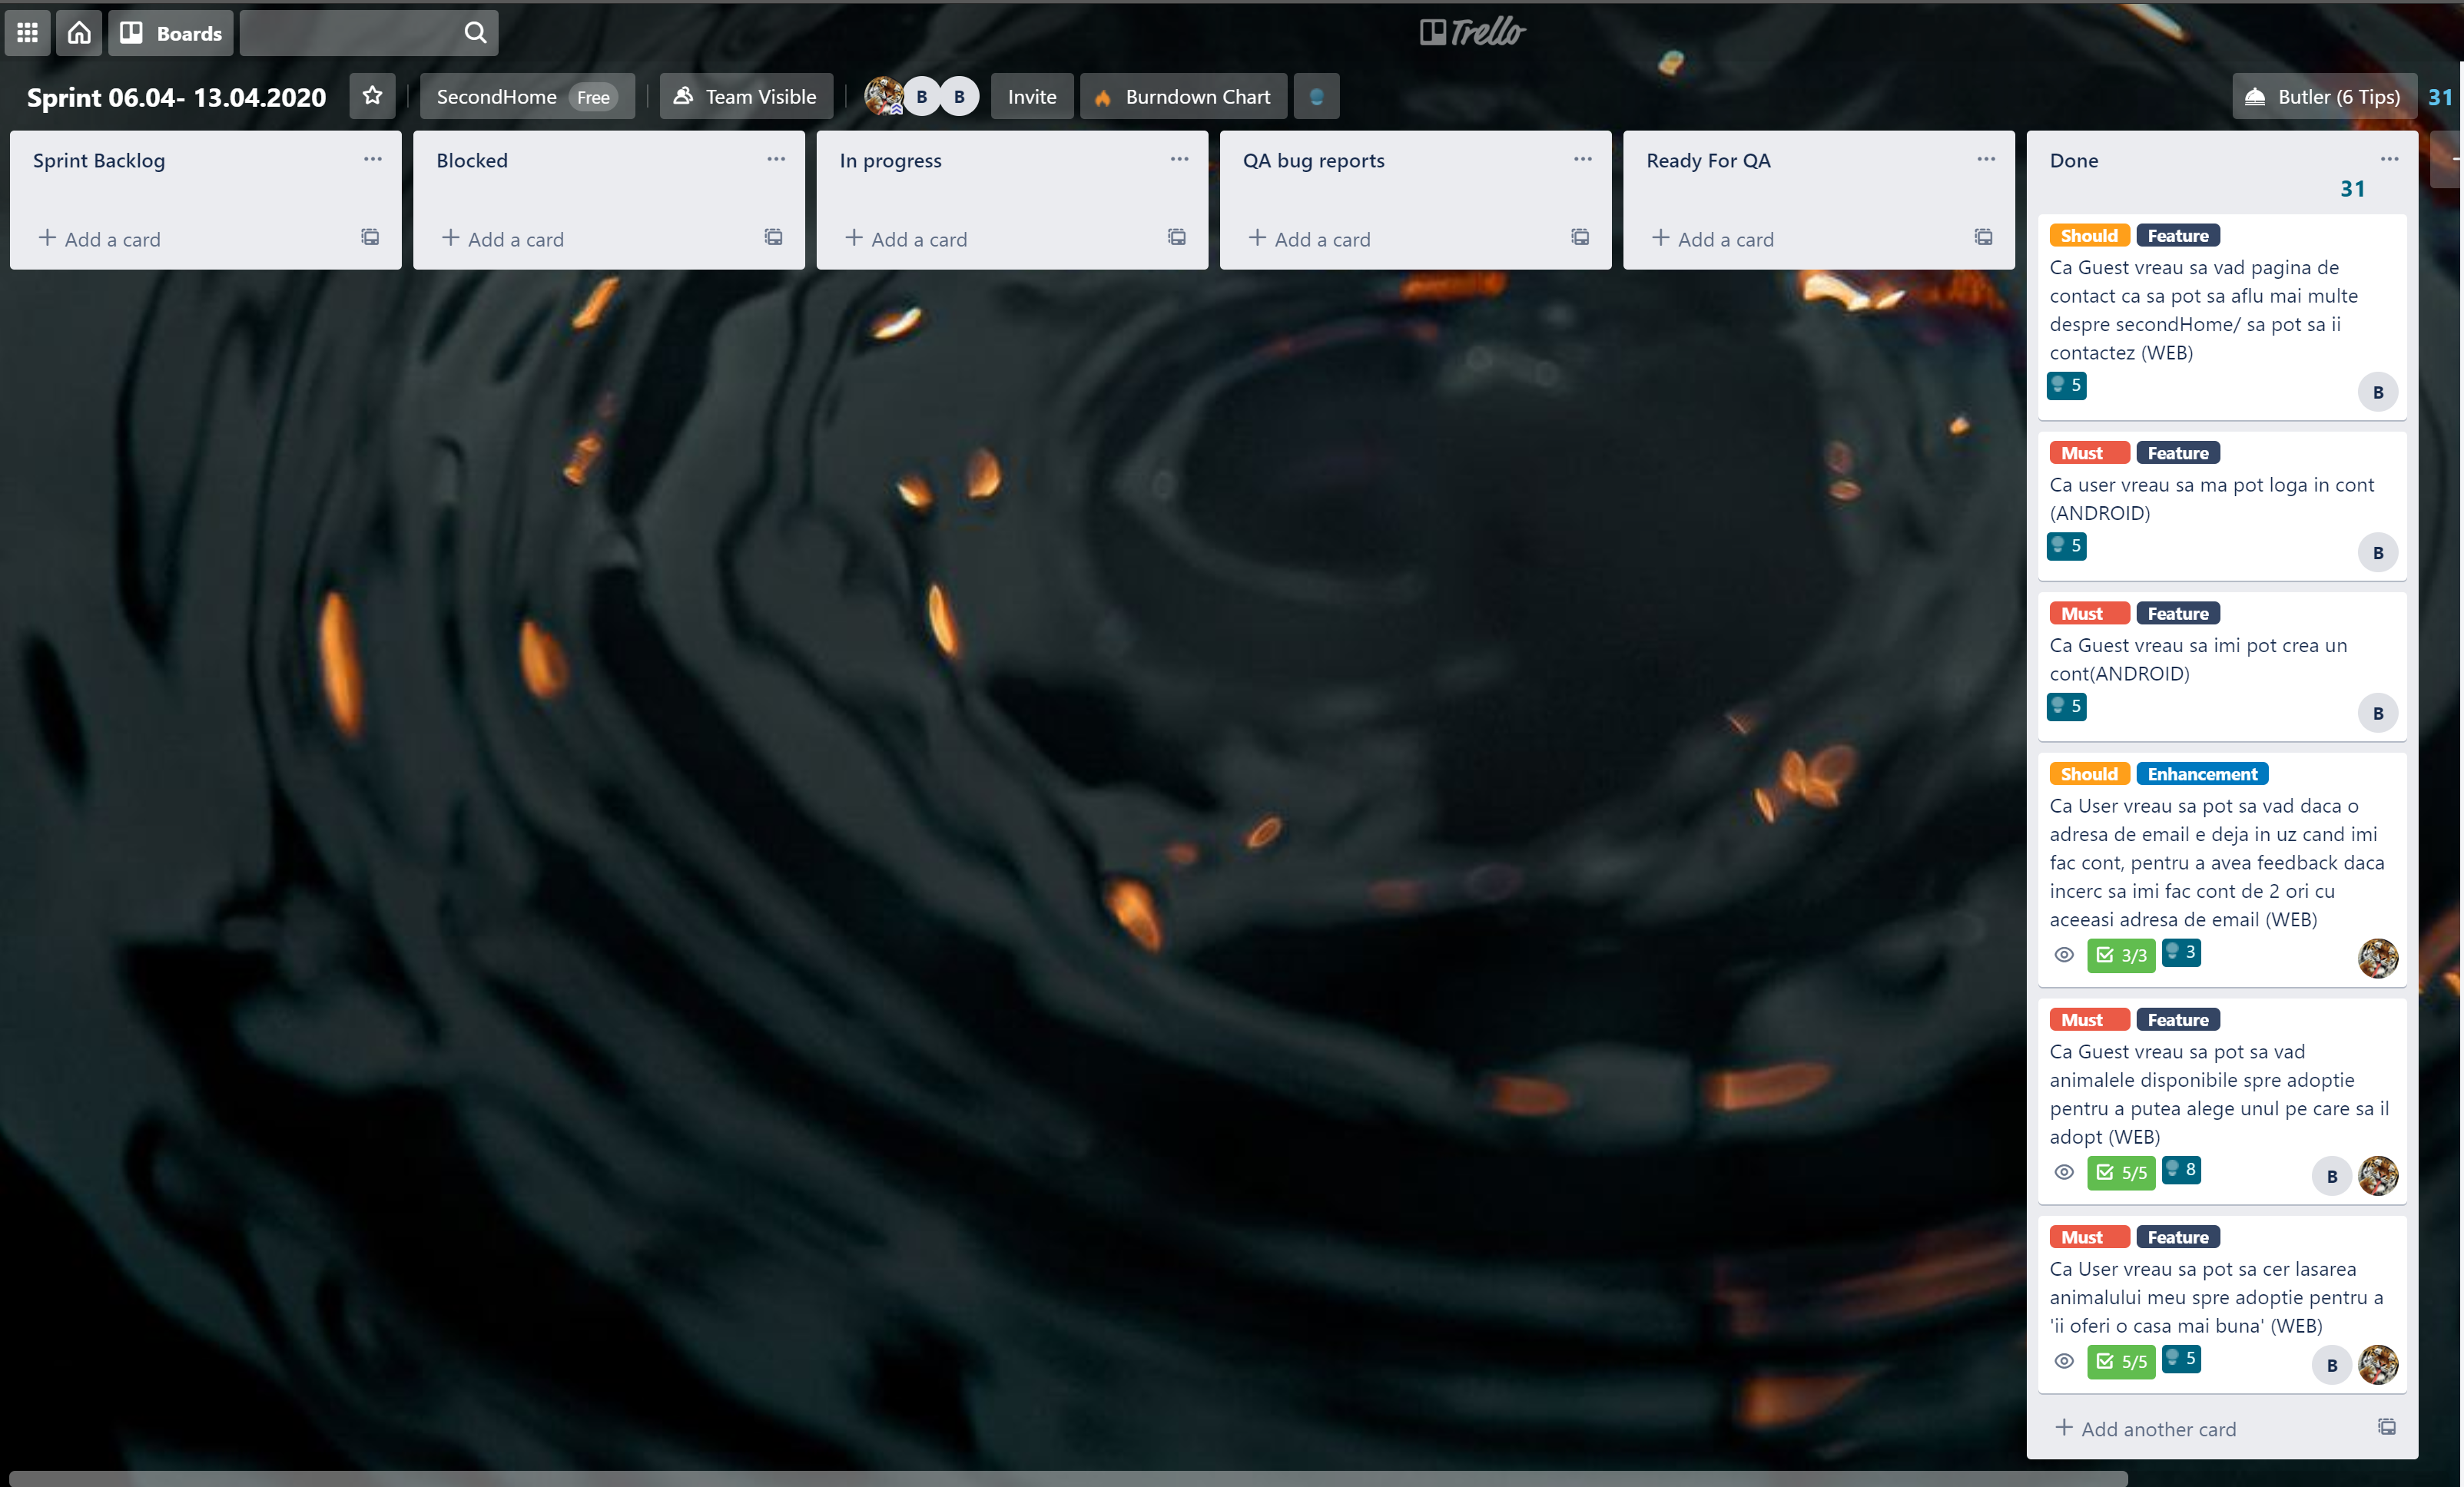 Boards
Trello
Sprint 06.04- 13.04.2020
SecondHome Free
Team Visible
B
B
Invite
Burndown Chart
Butler (6 Tips)
31
Sprint Backlog
Add a card
Blocked
Add a card
In progress
Add a card
QA bug reports
Add a card
Ready For QA
Add a card
Done
31
Should Feature
Ca Guest vreau sa vad pagina de
contact ca sa pot sa aflu mai multe
despre secondHome/ sa pot sa ii
contactez (WEB)
5
B
Must Feature
Ca user vreau sa ma pot loga in cont
(ANDROID)
5
B
Must Feature
Ca Guest vreau sa imi pot crea un
cont(ANDROID)
5
B
Should Enhancement
Ca User vreau sa pot sa vad daca o
adresa de email e deja in uz cand imi
fac cont, pentru a avea feedback daca
incerc sa imi fac cont de 2 ori cu
aceeasi adresa de email (WEB)
3/3 3
Must Feature
Ca Guest vreau sa pot sa vad
animalele disponibile spre adoptie
pentru a putea alege unul pe care sa il
adopt (WEB)
5/5 8
B
Must Feature
Ca User vreau sa pot sa cer lasarea
animalului meu spre adoptie pentru a
'ii oferi o casa mai buna' (WEB)
5/5 5
B
Add another card